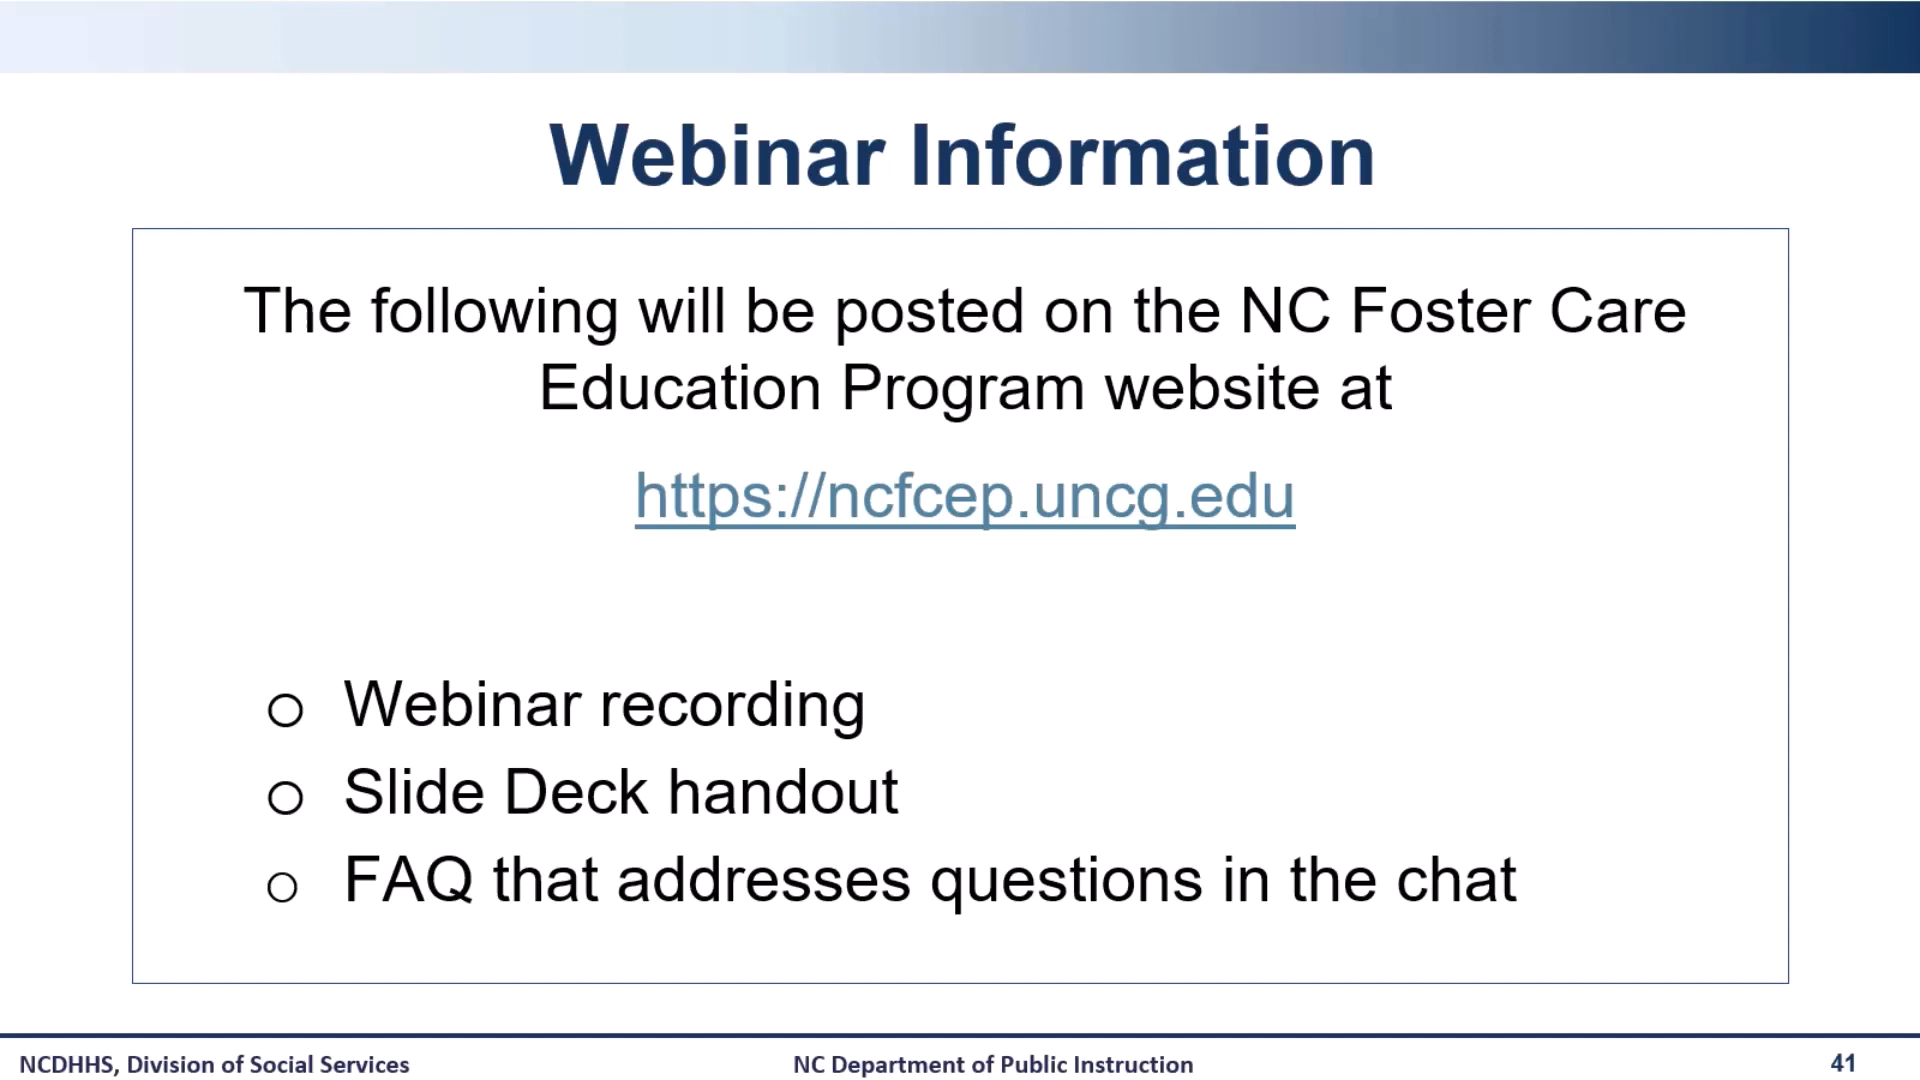 Webinar Information
The following will be posted on the NC Foster Care
Education Program website at
https://ncfcep.uncg.edu
o Webinar recording
o Slide Deck handout
o FAQ that addresses questions in the chat
NCDHHS, Division of Social Services
NC Department of Public Instruction
41